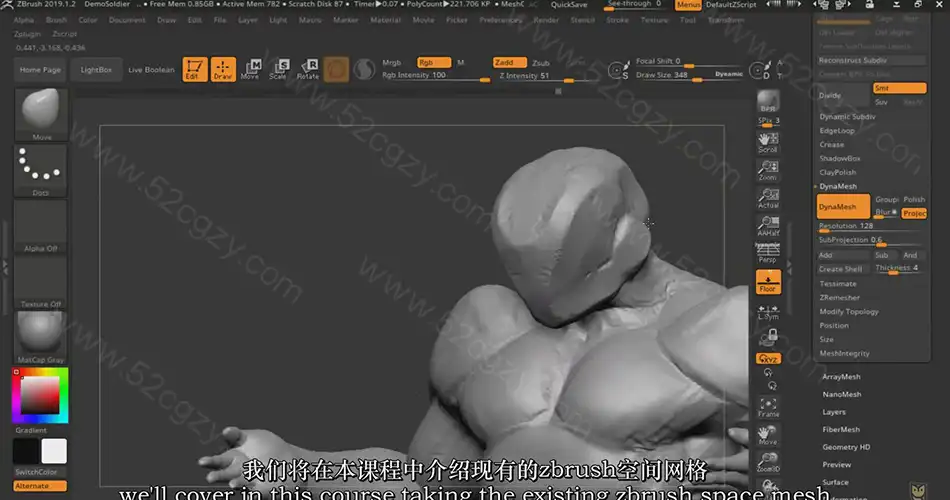 ZBrush 2019.1.2 DemoSoldier • Free Mem 0.85GB • Active Mem 782 • Scratch Disk 87 • Timer▶0.07 • PolyCount▶221.706 KP • MeshC
QuickSave See-through 0 Menus DefaultZScript
Alpha Brush Color Document Draw Edit File Layer Light Macro Marker Material Movie Picker Preferences Render Stencil Stroke Texture Tool Transform
Zplugin Zscript
0.441,-3.168,-0.436
Home Page LightBox Live Boolean Edit Draw Move Scale Rotate
Mrgb Rgb M Zadd Zsub
Rgb Intensity 100 Z Intensity 51
Focal Shift 0
Draw Size 348 Dynamic
S D
Move
Dots
Alpha Off
Texture Off
MatCap Gray
Gradient
SwitchColor
Alternate
BPR
SPix 3
Scroll
Zoom
Actual
AAHalf
Dynamic
Persp
Floor
L.Sym
Xyz
Frame
Move
Zoom3D
Reconstruct Subdiv
Divide Smt
Suv
Dynamic Subdiv
EdgeLoop
Crease
ShadowBox
ClayPolish
DynaMesh
DynaMesh Groups Polish
Blur Projec
Resolution 128
SubProjection 0.6
Add Sub And
Create Shell Thickness 4
Tessimate
ZRemesher
Modify Topology
Position
Size
MeshIntegrity
ArrayMesh
NanoMesh
Layers
FiberMesh
Geometry HD
Preview
Surface
www.52cgzy.com
www.52cgzy.com
www.52cgzy.com
我们将在本课程中介绍现有的zbrush空间网格
we'll cover in this course taking the existing zbrush space mesh